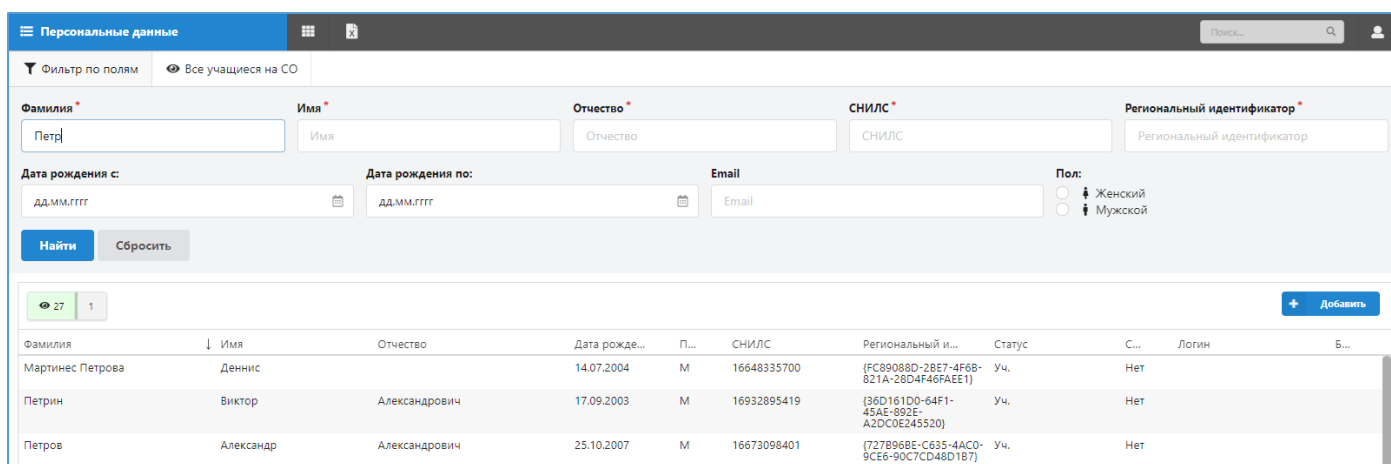 Персональные данные Поиск...
Фильтр по полям Все учащиеся на СО
Фамилия * Имя * Отчество * СНИЛС * Региональный идентификатор *
Петр Имя Отчество СНИЛС Региональный идентификатор
Дата рождения с: Дата рождения по: Email Пол:
дд.мм.гггг дд.мм.гггг Email Женский
Мужской
Найти Сбросить
27 1 + Добавить
Фамилия ↓ Имя Отчество Дата рожде... П... СНИЛС Региональный и... Статус С... Логин Б...
Мартинес Петрова Деннис 14.07.2004 М 16648335700 {FC89088D-2BE7-4F6B- Уч. Нет
821A-28D4F46FAEE1}
Петрин Виктор Александрович 17.09.2003 М 16932895419 {36D161D0-64F1- Уч. Нет
45AE-892E-
A2DC0E245520}
Петров Александр Александрович 25.10.2007 М 16673098401 {727B96BE-C635-4AC0- Уч. Нет
9CE6-90C7CD48D1B7}